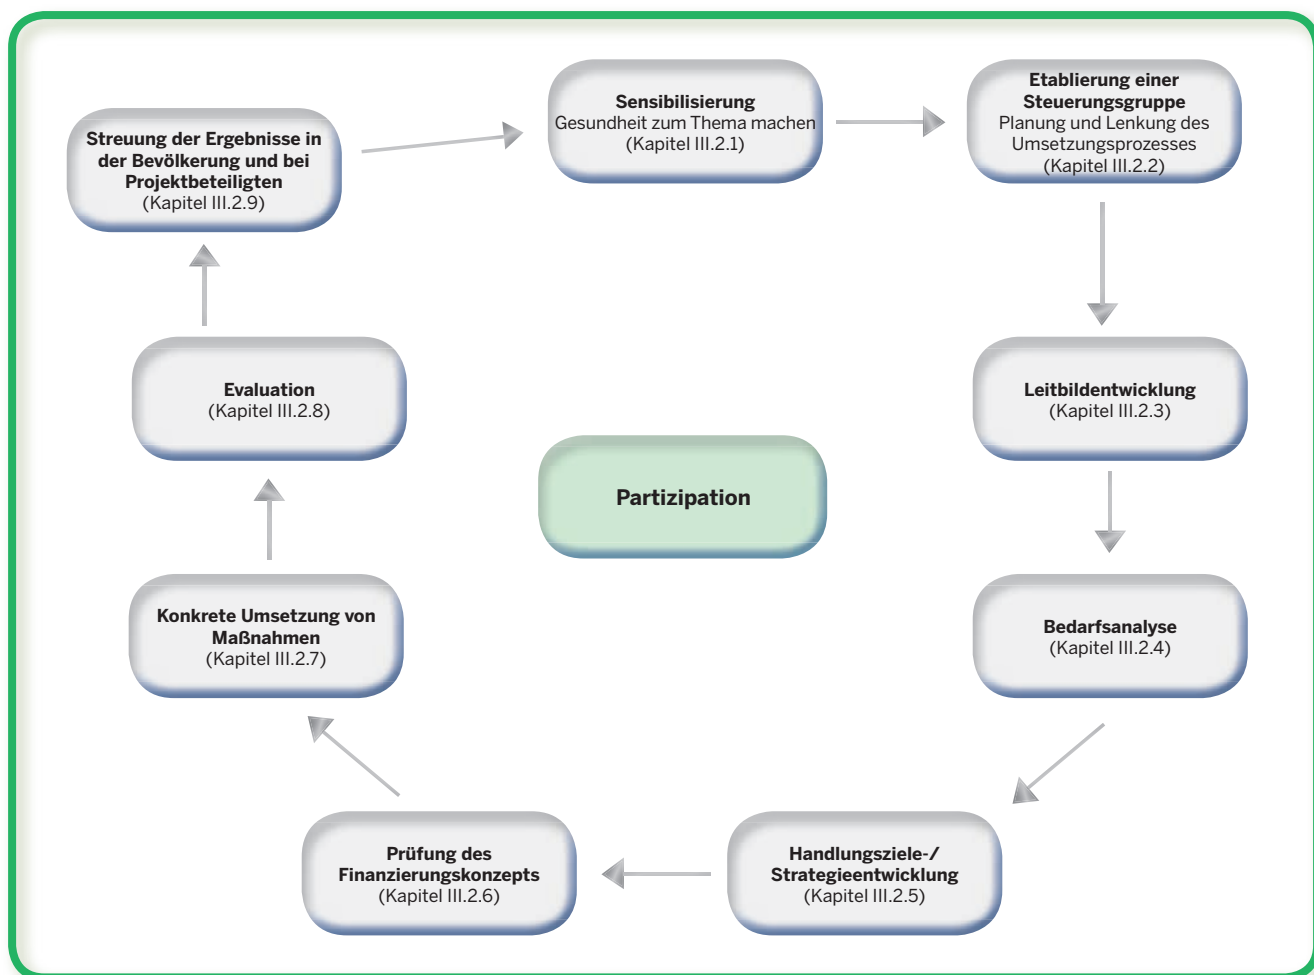 Sensibilisierung
Gesundheit zum Thema machen
(Kapitel III.2.1)
Etablierung einer
Steuerungsgruppe
Planung und Lenkung des
Umsetzungsprozesses
(Kapitel III.2.2)
Leitbildentwicklung
(Kapitel III.2.3)
Bedarfsanalyse
(Kapitel III.2.4)
Handlungsziele-/
Strategieentwicklung
(Kapitel III.2.5)
Prüfung des
Finanzierungskonzepts
(Kapitel III.2.6)
Konkrete Umsetzung von
Maßnahmen
(Kapitel III.2.7)
Evaluation
(Kapitel III.2.8)
Streuung der Ergebnisse in
der Bevölkerung und bei
Projektbeteiligten
(Kapitel III.2.9)
Partizipation